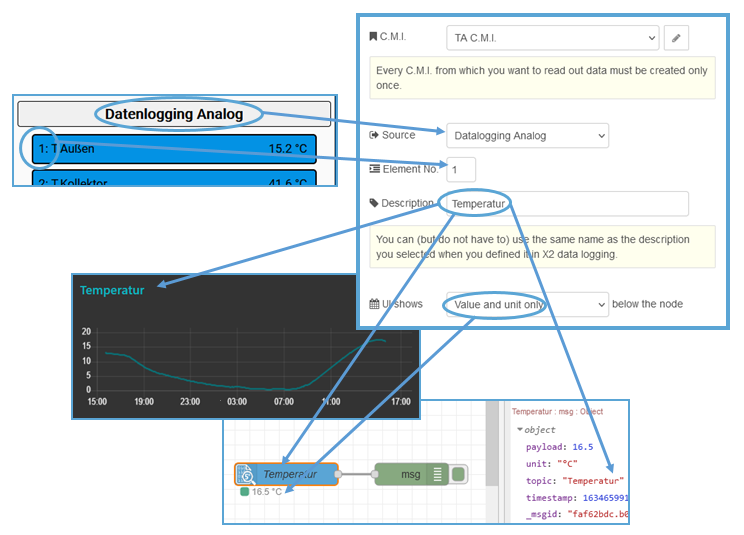 C.M.I.
TA C.M.I.
Every C.M.I. from which you want to read out data must be created only
once.
Datenlogging Analog
1: T Außen 15.2 °C
2: T Kollektor 41.6 °C
Source
Datalogging Analog
Element No.
1
Description
Temperatur
You can (but do not have to) use the same name as the description
you selected when you defined it in X2 data logging.
UI shows
Value and unit only
below the node
Temperatur
20
15
10
5
0
15:00 19:00 23:00 03:00 07:00 11:00 17:00
Temperatur
16.5 °C
msg
Temperatur : msg : Object
object
payload: 16.5
unit: "°C"
topic: "Temperatur"
timestamp: 163465991
_msgid: "faf62bdc.b0